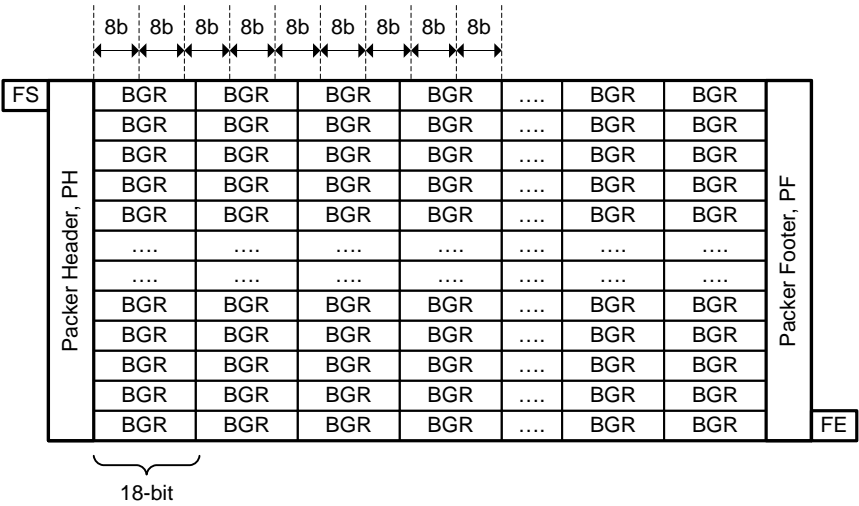 8b 8b 8b 8b 8b 8b 8b 8b 8b
FS BGR BGR BGR BGR .... BGR BGR
BGR BGR BGR BGR .... BGR BGR
BGR BGR BGR BGR .... BGR BGR
BGR BGR BGR BGR .... BGR BGR
BGR BGR BGR BGR .... BGR BGR
.... .... .... .... .... .... ....
.... .... .... .... .... .... ....
BGR BGR BGR BGR .... BGR BGR
BGR BGR BGR BGR .... BGR BGR
BGR BGR BGR BGR .... BGR BGR
BGR BGR BGR BGR .... BGR BGR
BGR BGR BGR BGR .... BGR BGR FE
Packer Header, PH
Packer Footer, PF
18-bit